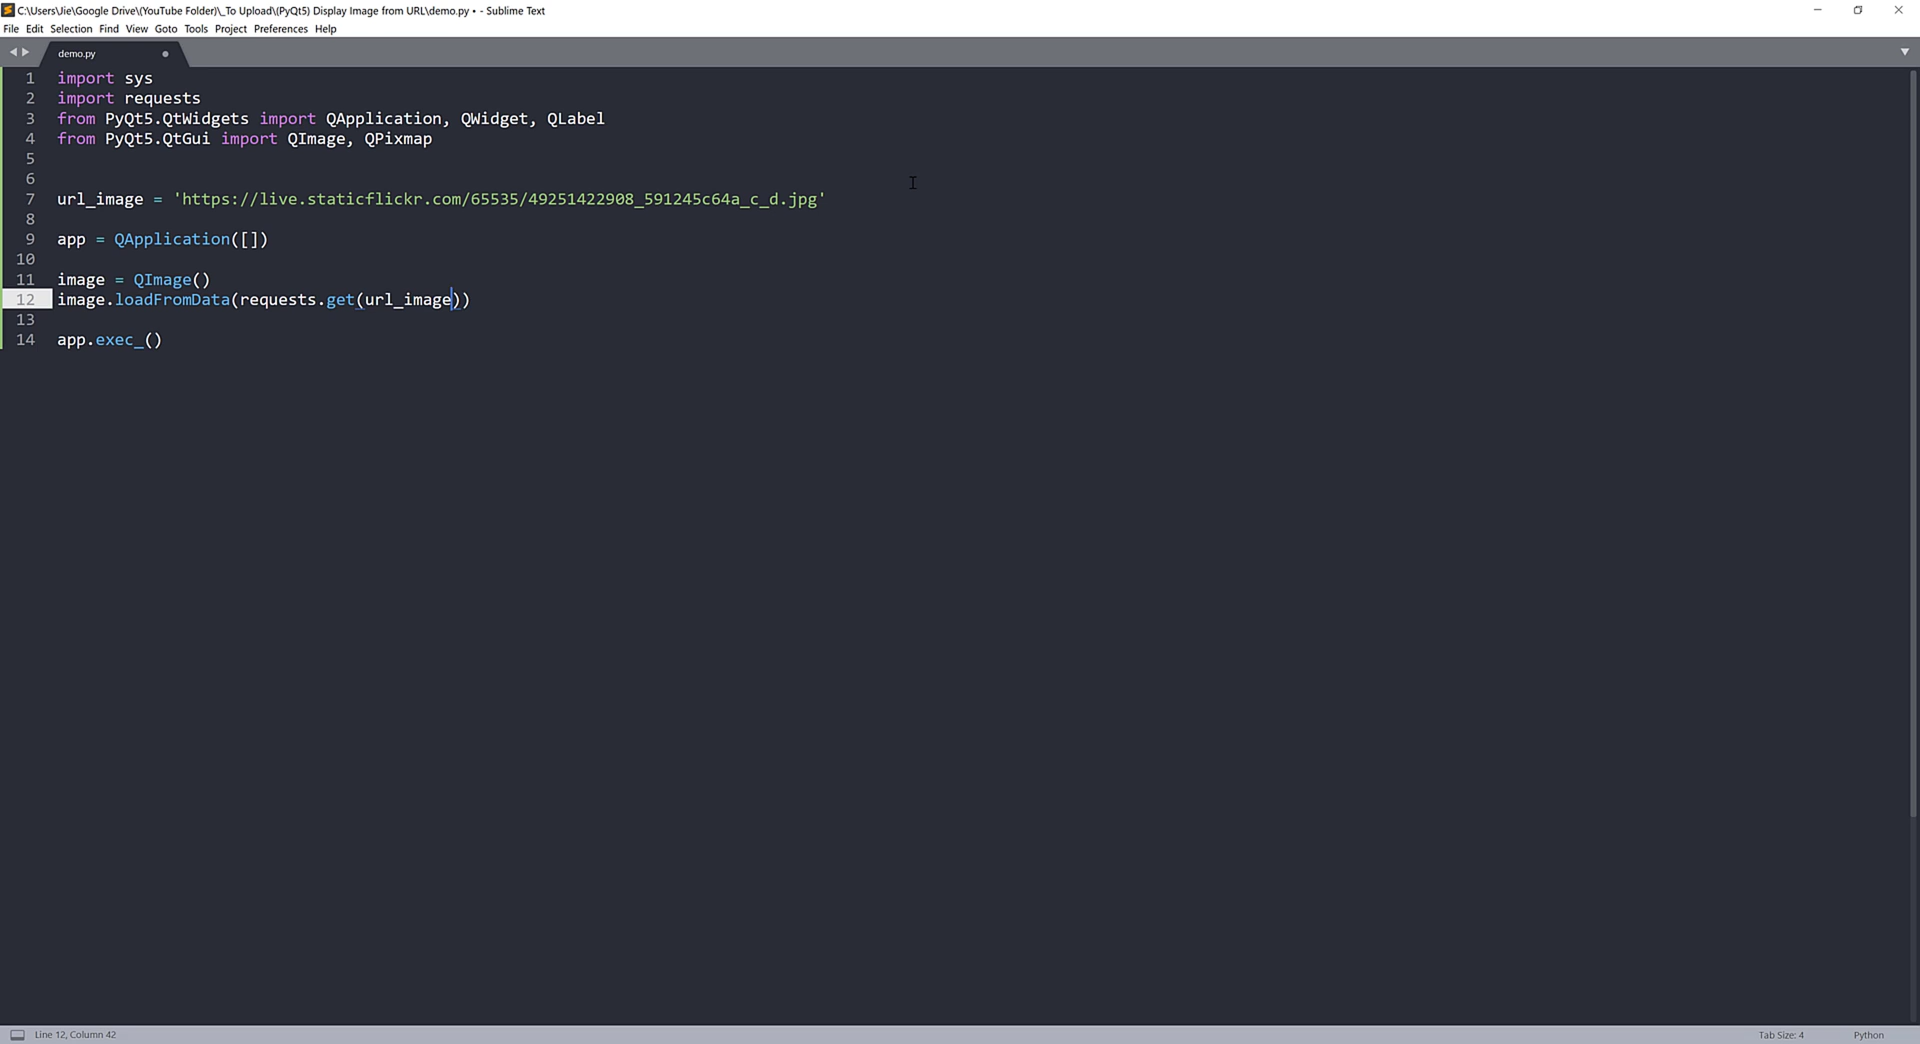 C:\Users\Jie\Google Drive\(YouTube Folder)\_To Upload\(PyQt5) Display Image from URL\demo.py • - Sublime Text
File Edit Selection Find View Goto Tools Project Preferences Help
demo.py
1 import sys
2 import requests
3 from PyQt5.QtWidgets import QApplication, QWidget, QLabel
4 from PyQt5.QtGui import QImage, QPixmap
5
6
7 url_image = 'https://live.staticflickr.com/65535/49251422908_591245c64a_c_d.jpg'
8
9 app = QApplication([])
10
11 image = QImage()
12 image.loadFromData(requests.get(url_image))
13
14 app.exec_()
Line 12, Column 42 Tab Size: 4 Python